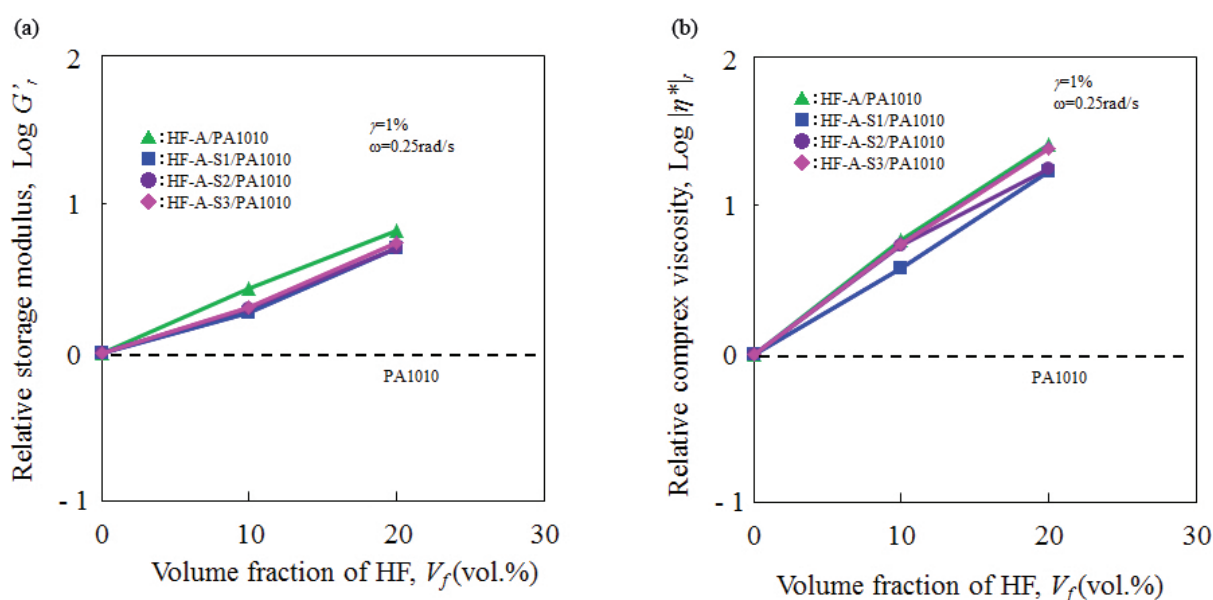 (a)
Relative storage modulus, Log G’r
2
1
0
- 1
γ=1%
ω=0.25rad/s
:HF-A/PA1010
:HF-A-S1/PA1010
:HF-A-S2/PA1010
:HF-A-S3/PA1010
PA1010
0 10 20 30
Volume fraction of HF, Vf(vol.%)
(b)
Relative comprex viscosity, Log |η*|r
2
1
0
- 1
γ=1%
ω=0.25rad/s
:HF-A/PA1010
:HF-A-S1/PA1010
:HF-A-S2/PA1010
:HF-A-S3/PA1010
PA1010
0 10 20 30
Volume fraction of HF, Vf(vol.%)